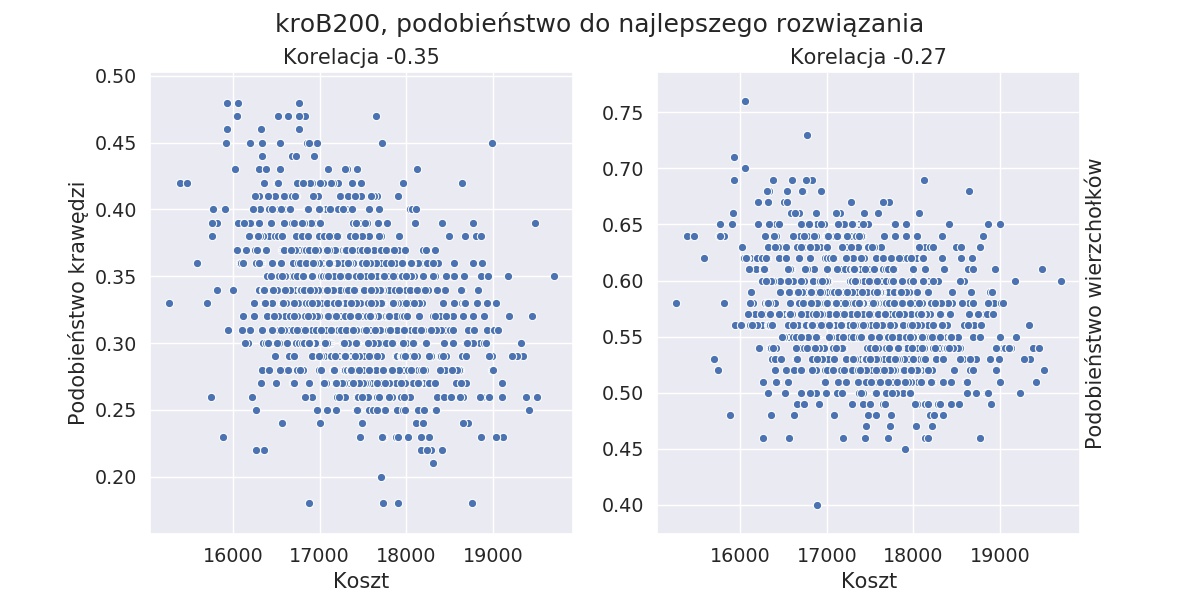 kroB200, podobieństwo do najlepszego rozwiązania
Korelacja -0.35
Korelacja -0.27
Podobieństwo krawędzi
0.50
0.45
0.40
0.35
0.30
0.25
0.20
16000 17000 18000 19000
Koszt
0.75
0.70
0.65
0.60
0.55
0.50
0.45
0.40
16000 17000 18000 19000
Koszt
Podobieństwo wierzchołków